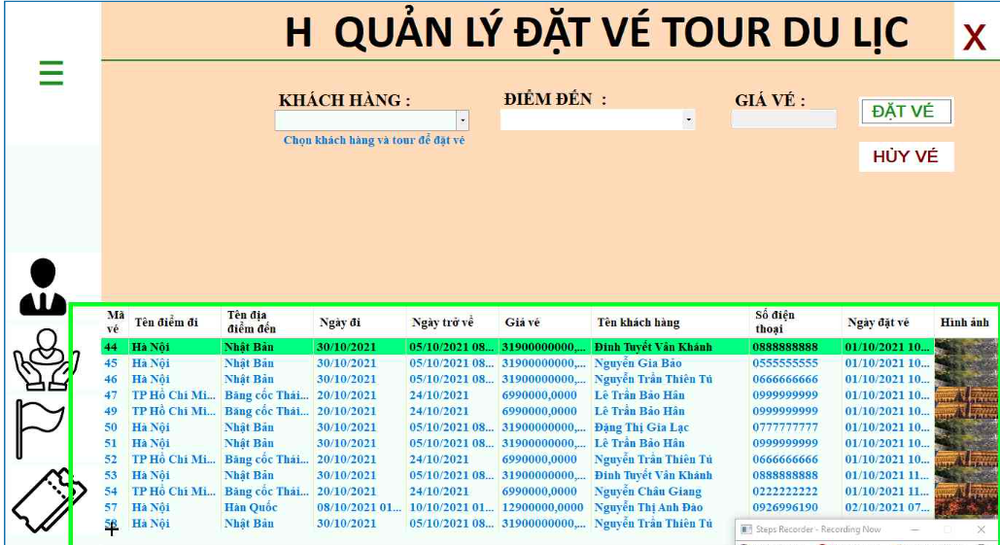 H QUẢN LÝ ĐẶT VÉ TOUR DU LỊC
X
KHÁCH HÀNG : ĐIỂM ĐẾN : GIÁ VÉ :
ĐẶT VÉ
Chọn khách hàng và tour để đặt vé
HỦY VÉ
Mã vé Tên điểm đi Tên địa điểm đến Ngày đi Ngày trở về Giá vé Tên khách hàng Số điện thoại Ngày đặt vé Hình ảnh
44 Hà Nội Nhật Bản 30/10/2021 05/10/2021 08... 31900000000,... Đinh Tuyết Vân Khánh 0888888888 01/10/2021 10...
45 Hà Nội Nhật Bản 30/10/2021 05/10/2021 08... 31900000000,... Nguyễn Gia Bảo 0555555555 01/10/2021 10...
46 Hà Nội Nhật Bản 30/10/2021 05/10/2021 08... 31900000000,... Nguyễn Trần Thiên Tú 0666666666 01/10/2021 10...
47 TP Hồ Chí Mi... Băng cốc Thái... 20/10/2021 24/10/2021 6990000,0000 Lê Trần Bảo Hân 0999999999 01/10/2021 10...
49 TP Hồ Chí Mi... Băng cốc Thái... 20/10/2021 24/10/2021 6990000,0000 Lê Trần Bảo Hân 0999999999 01/10/2021 10...
50 Hà Nội Nhật Bản 30/10/2021 05/10/2021 08... 31900000000,... Đặng Thị Gia Lạc 0777777777 01/10/2021 10...
51 Hà Nội Nhật Bản 30/10/2021 05/10/2021 08... 31900000000,... Lê Trần Bảo Hân 0999999999 01/10/2021 10...
52 TP Hồ Chí Mi... Băng cốc Thái... 20/10/2021 24/10/2021 6990000,0000 Nguyễn Trần Thiên Tú 0666666666 01/10/2021 10...
53 Hà Nội Nhật Bản 30/10/2021 05/10/2021 08... 31900000000,... Đinh Tuyết Vân Khánh 0888888888 01/10/2021 11...
54 TP Hồ Chí Mi... Băng cốc Thái... 20/10/2021 24/10/2021 6990000,0000 Nguyễn Châu Giang 0222222222 01/10/2021 11...
57 Hà Nội Hàn Quốc 08/10/2021 01... 10/10/2021 01... 12900000,0000 Nguyễn Thị Anh Đào 0926996190 02/10/2021 07...
Hà Nội Nhật Bản 30/10/2021 05/10/2021 08... 31900000000,... Nguyễn Trần Thiên Tú
Steps Recorder - Recording Now